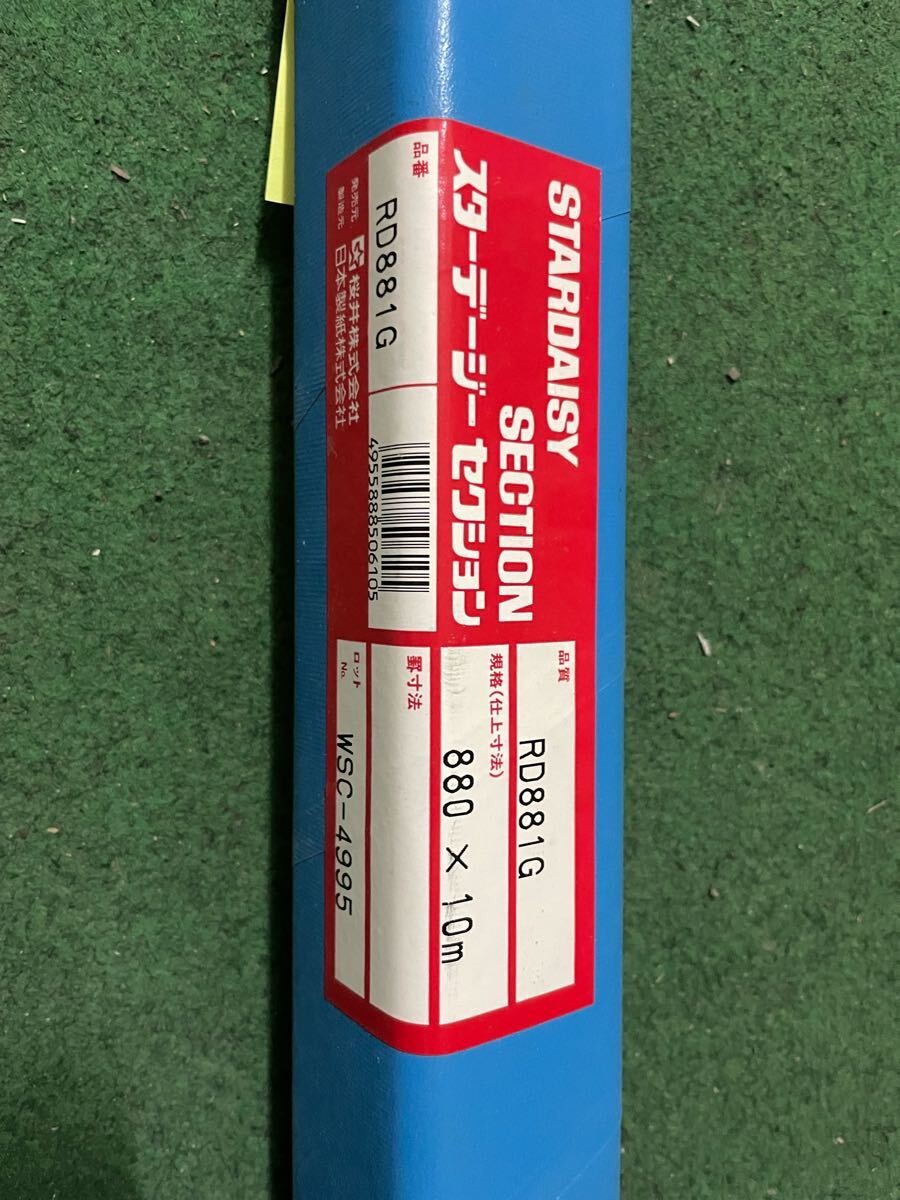 STARDAISY
SECTION
スターデージー セクション
品番
RD881G
4955888506105
発売元 桜井株式会社
製造元 日本製紙株式会社
品質
RD881G
規格(仕上寸法)
880 × 10m
罫寸法
ロット
No.
WSC-4995